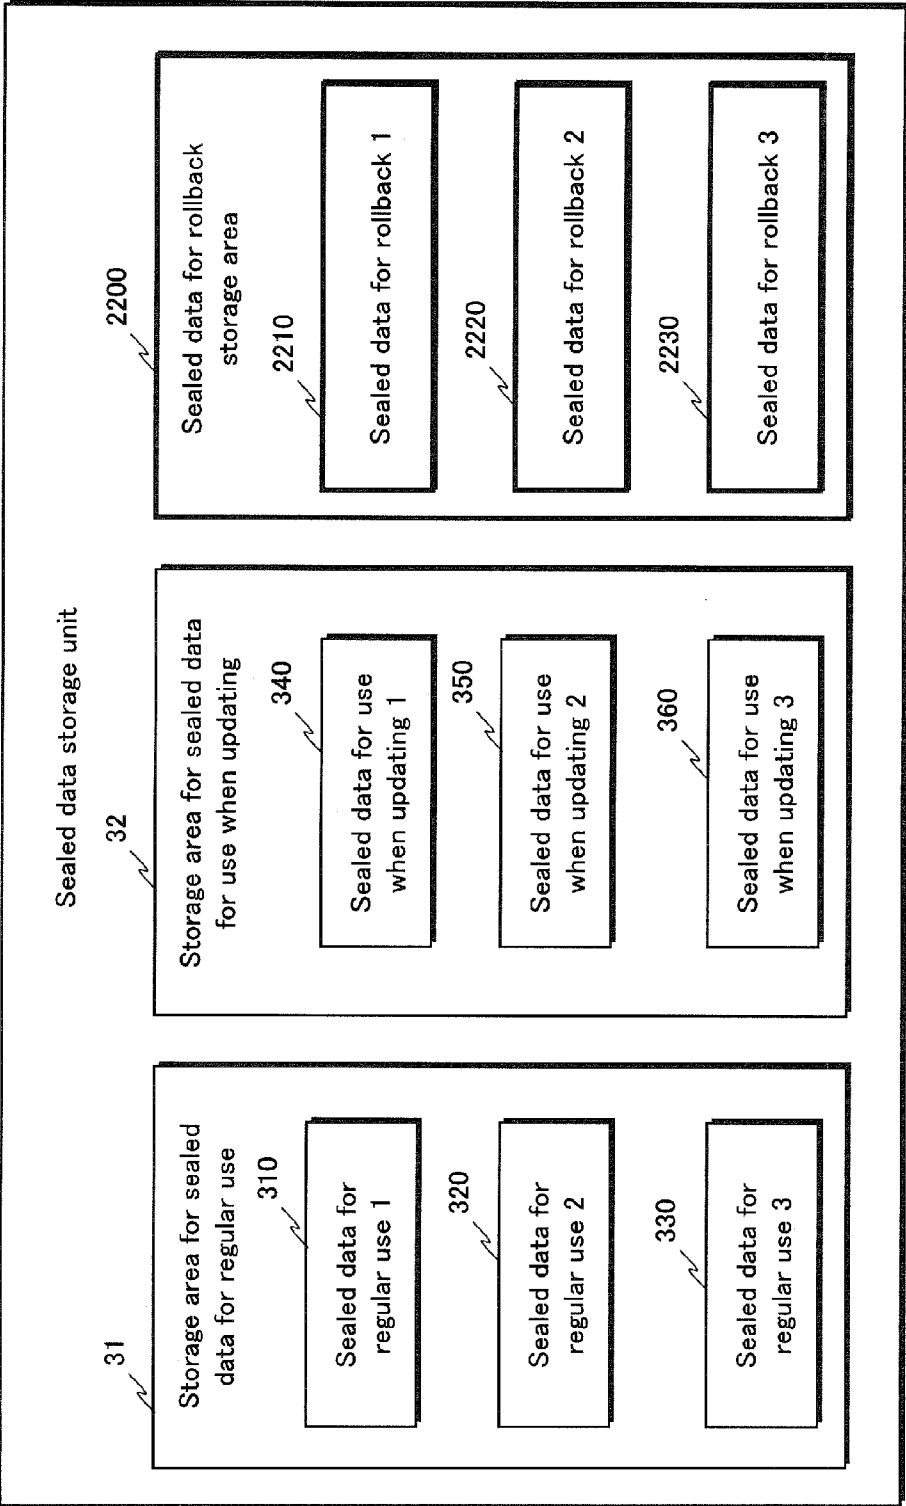 Sealed data storage unit
31
Storage area for sealed
data for regular use
310
Sealed data for
regular use 1
320
Sealed data for
regular use 2
330
Sealed data for
regular use 3
32
Storage area for sealed data
for use when updating
340
Sealed data for use
when updating 1
350
Sealed data for use
when updating 2
360
Sealed data for use
when updating 3
2200
Sealed data for rollback
storage area
2210
Sealed data for rollback 1
2220
Sealed data for rollback 2
2230
Sealed data for rollback 3